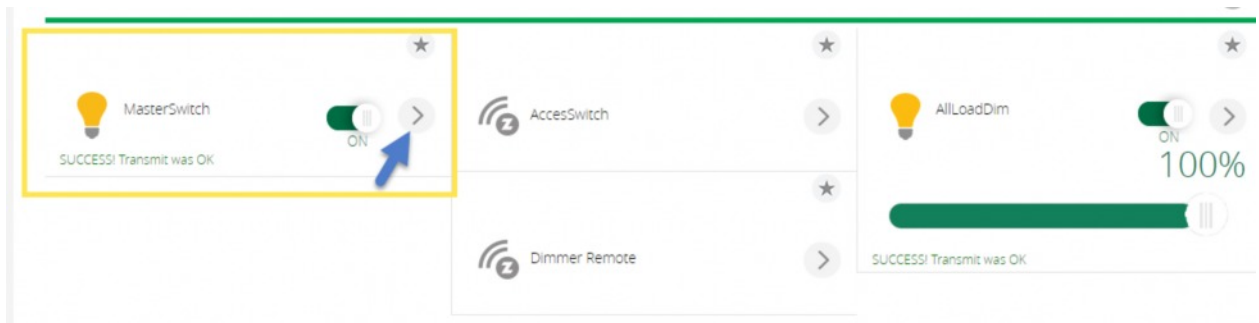 MasterSwitch
ON
SUCCESS! Transmit was OK
AccesSwitch
Dimmer Remote
AllLoadDim
ON
100%
SUCCESS! Transmit was OK